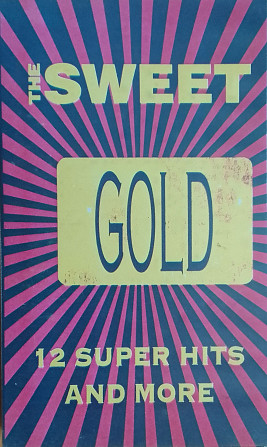 THE SWEET
GOLD
12 SUPER HITS
AND MORE